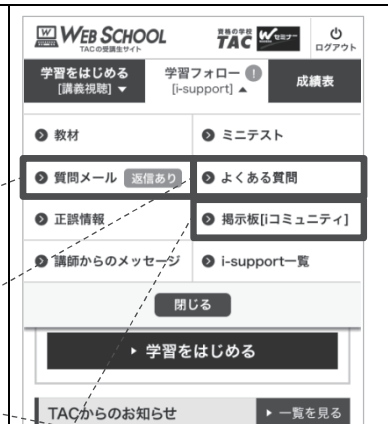 W WEB SCHOOL
TACの受講生サイト
資格の学校
TAC Wセミナー
ログアウト
学習をはじめる
[講義視聴] ▼
学習フォロー !
[i-support] ▲
成績表
教材
ミニテスト
質問メール 返信あり
よくある質問
正誤情報
掲示板[iコミュニティ]
講師からのメッセージ
i-support一覧
閉じる
学習をはじめる
TACからのお知らせ
一覧を見る